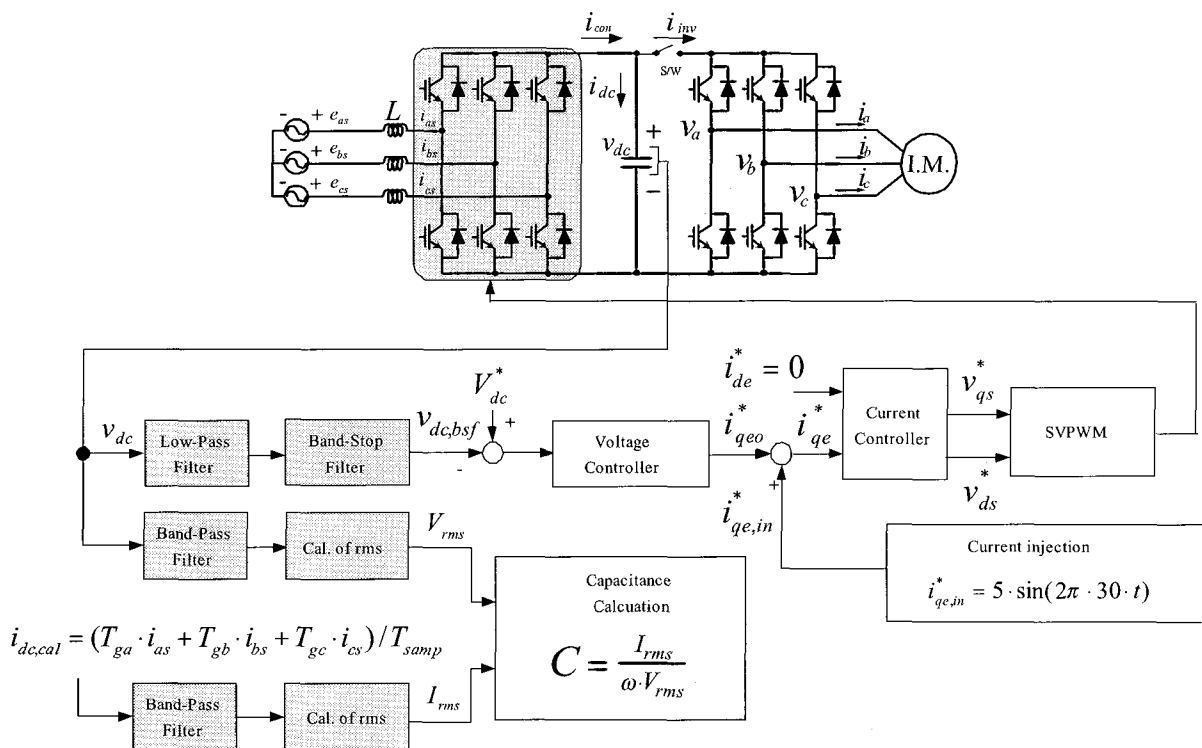 i_con
i_inv
S/W
i_dc
- + e_as
L
i_as
- + e_bs
i_bs
- + e_cs
i_cs
v_dc
+
−
v_a
v_b
v_c
i_a
i_b
i_c
I.M.
v_dc
Low-Pass
Filter
Band-Stop
Filter
v_dc,bsf
V*_dc
+
-
Voltage
Controller
i*_qeo
i*_de = 0
i*_qe
+
i*_qe,in
Current
Controller
v*_qs
v*_ds
SVPWM
Band-Pass
Filter
Cal. of rms
V_rms
Current injection
i*_qe,in = 5 · sin(2π · 30 · t)
Capacitance
Calcuation
C = I_rms / ω·V_rms
i_dc,cal = (T_ga · i_as + T_gb · i_bs + T_gc · i_cs) / T_samp
Band-Pass
Filter
Cal. of rms
I_rms